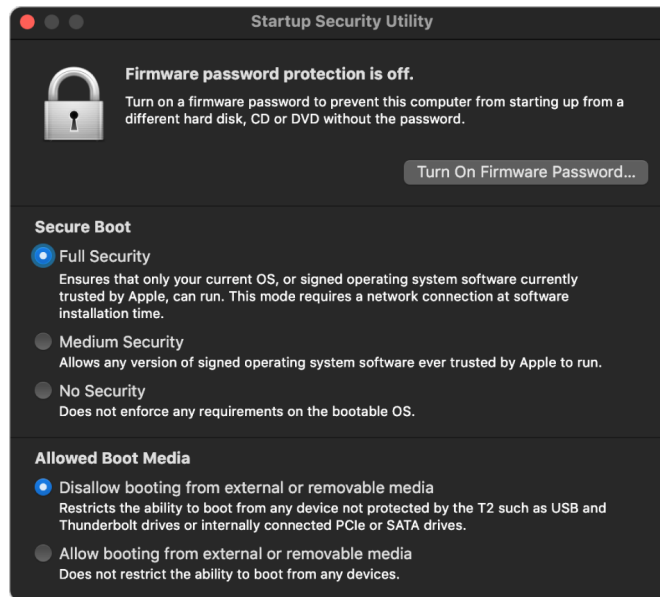 Startup Security Utility
Firmware password protection is off.
Turn on a firmware password to prevent this computer from starting up from a
different hard disk, CD or DVD without the password.
Turn On Firmware Password...
Secure Boot
Full Security
Ensures that only your current OS, or signed operating system software currently
trusted by Apple, can run. This mode requires a network connection at software
installation time.
Medium Security
Allows any version of signed operating system software ever trusted by Apple to run.
No Security
Does not enforce any requirements on the bootable OS.
Allowed Boot Media
Disallow booting from external or removable media
Restricts the ability to boot from any device not protected by the T2 such as USB and
Thunderbolt drives or internally connected PCIe or SATA drives.
Allow booting from external or removable media
Does not restrict the ability to boot from any devices.